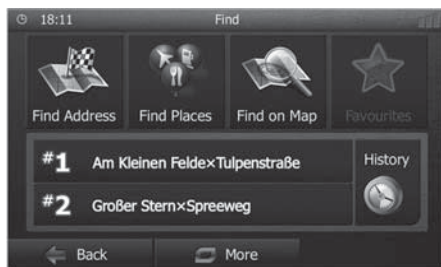 18:11 Find
Find Address Find Places Find on Map Favourites
#1 Am Kleinen Felde×Tulpenstraße History
#2 Großer Stern×Spreeweg
Back More